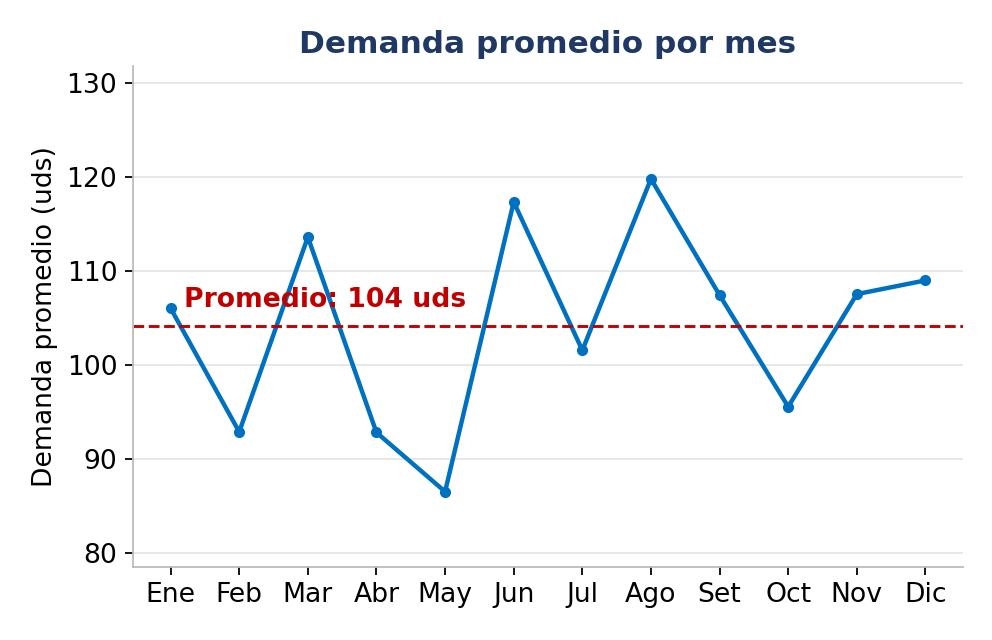 Demanda promedio por mes
Demanda promedio (uds)
130
120
110
100
90
80
Promedio: 104 uds
Ene Feb Mar Abr May Jun Jul Ago Set Oct Nov Dic